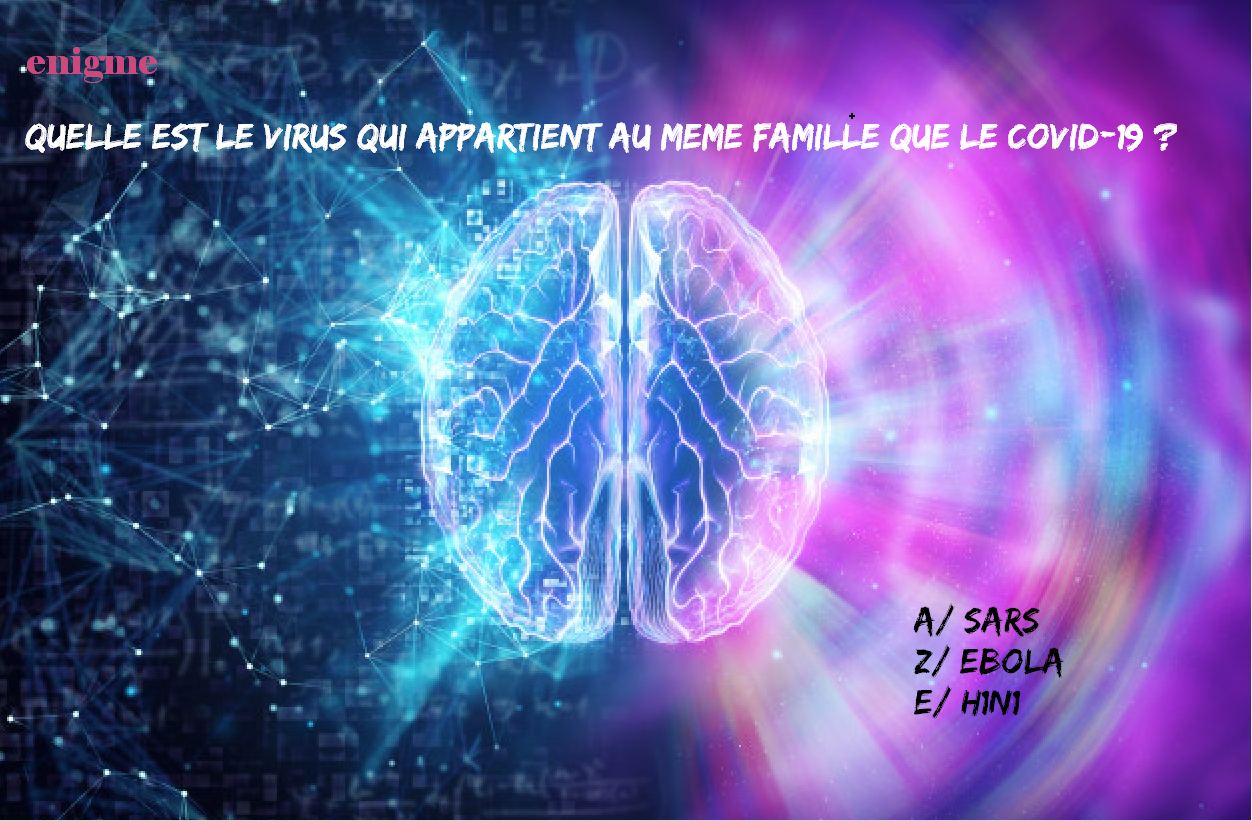 enigme
QUELLE EST LE VIRUS QUI APPARTIENT AU MEME FAMILLE QUE LE COVID-19 ?
A/ SARS
Z/ EBOLA
E/ H1N1